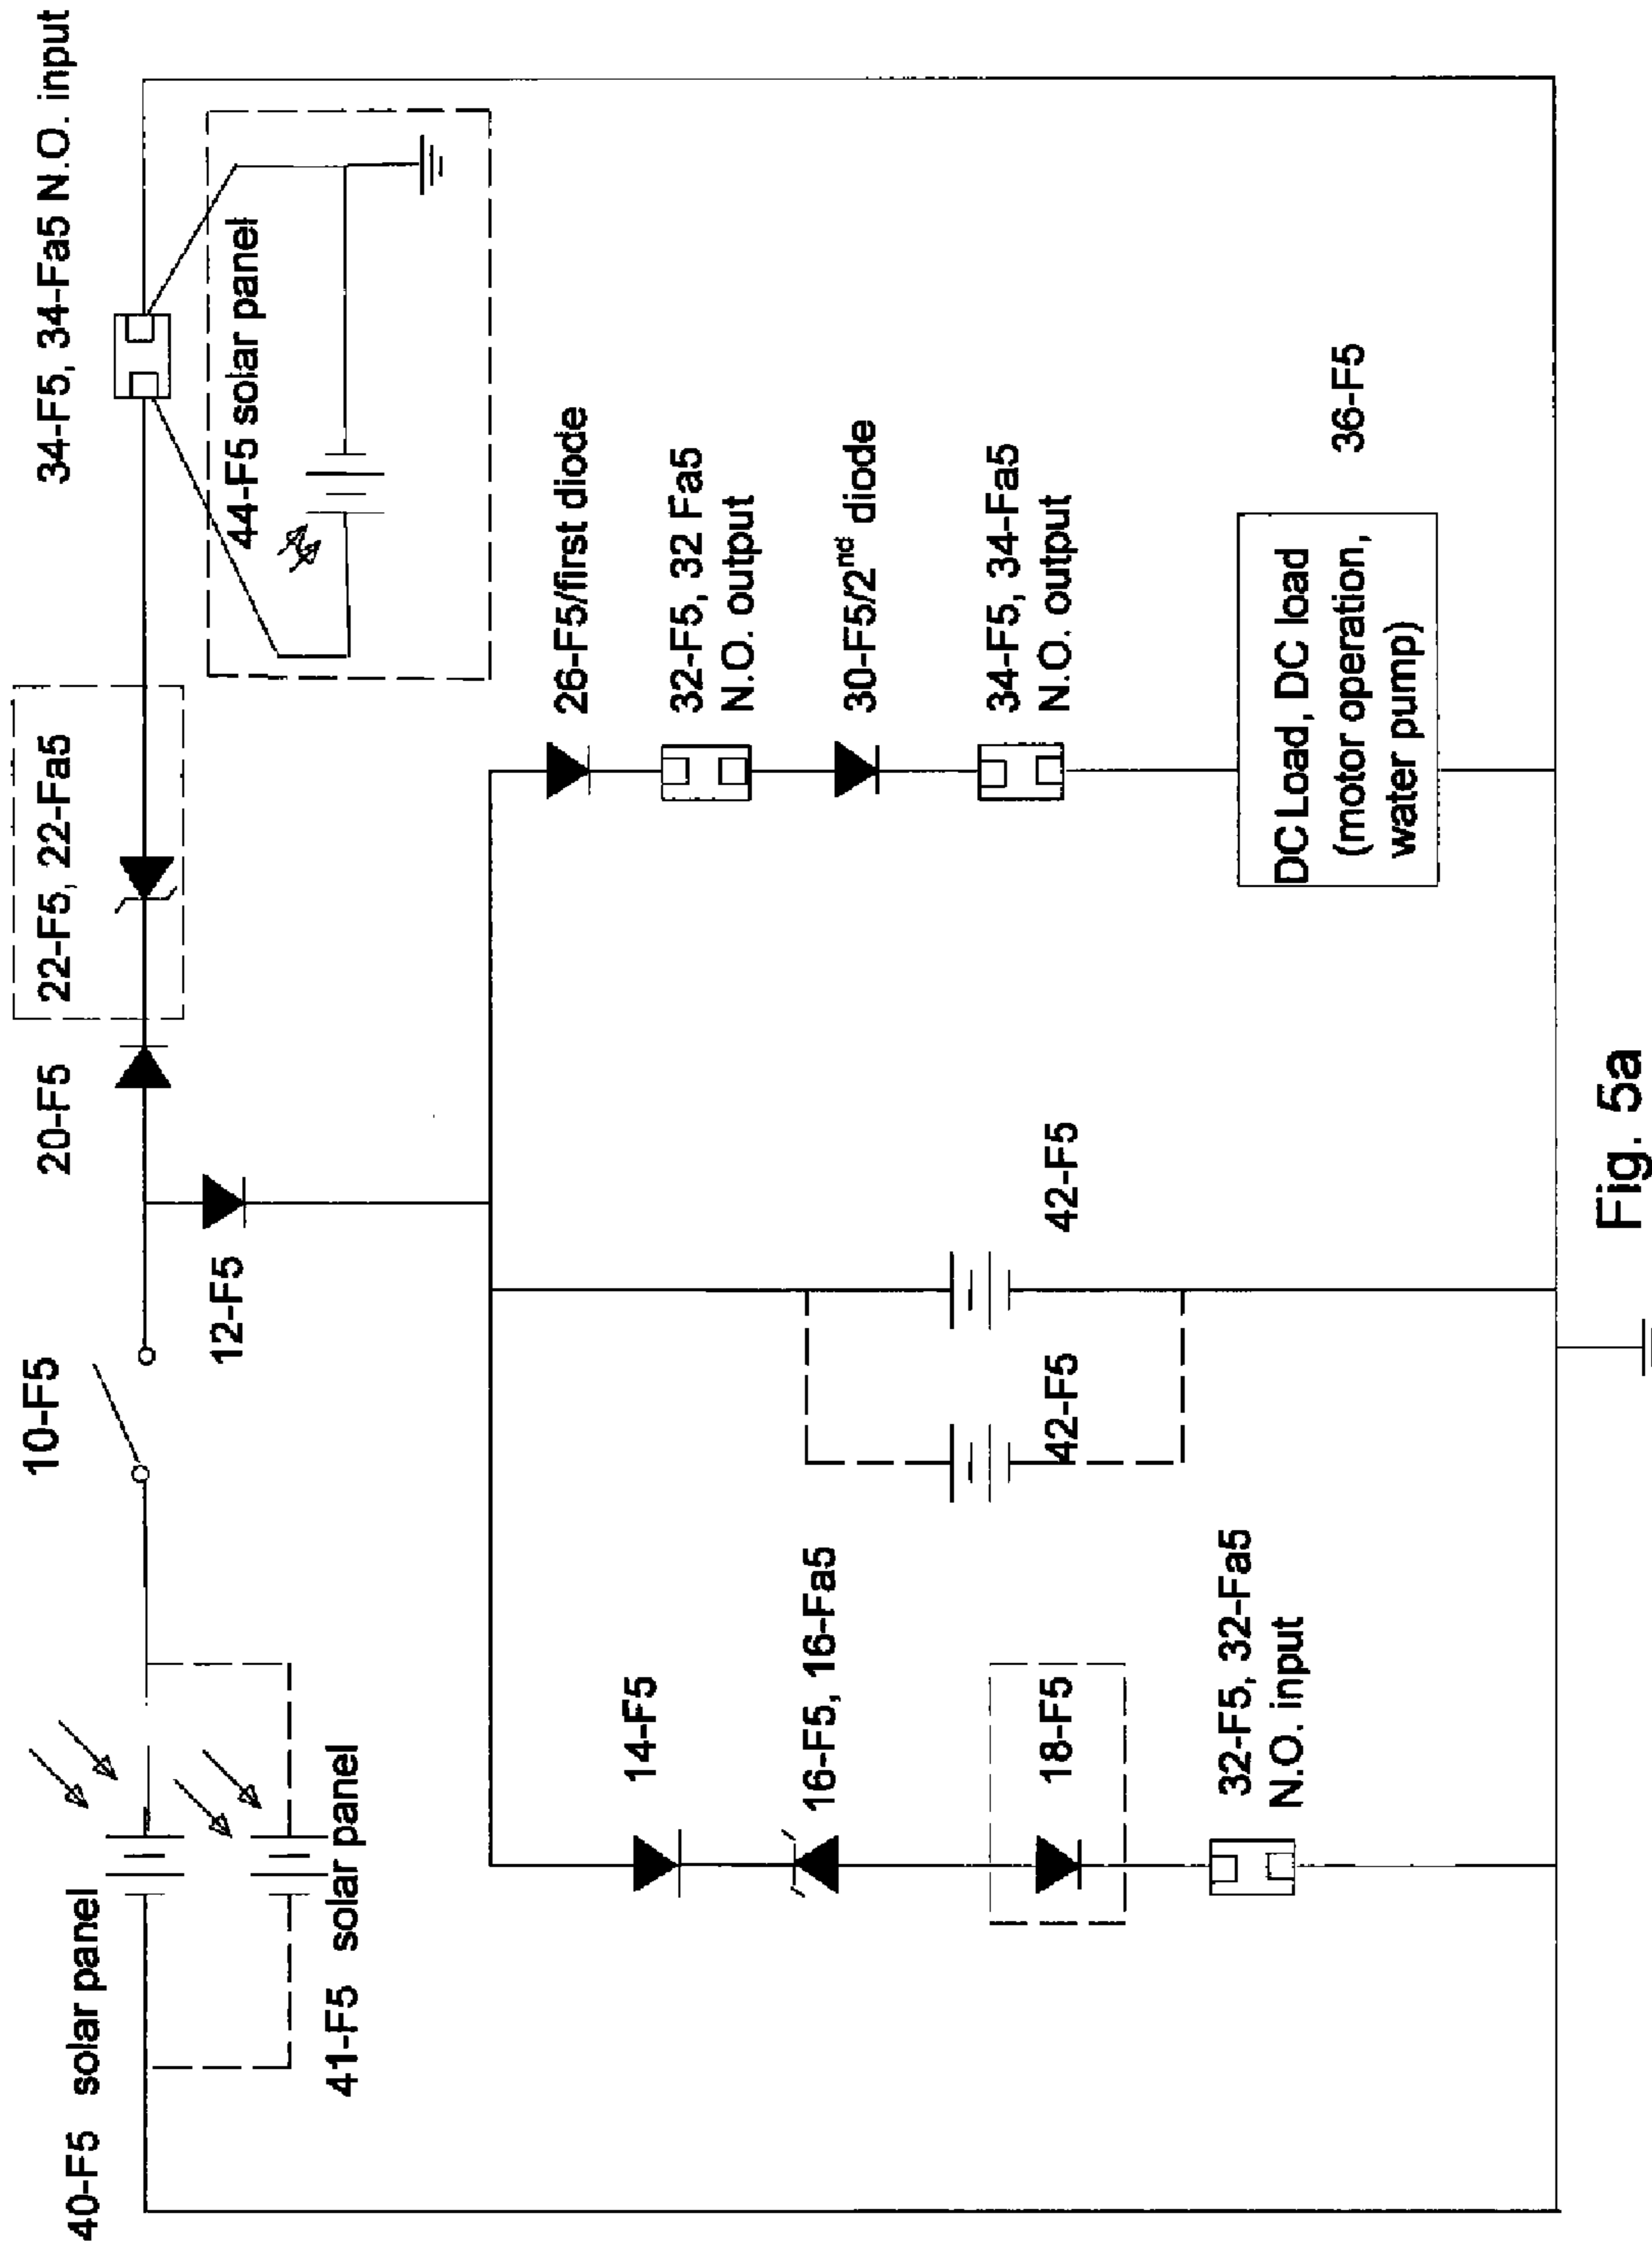 40-F5 solar panel
10-F5
20-F5
22-F5, 22-Fa5
34-F5, 34-Fa5 N.O. input
41-F5 solar panel
12-F5
44-F5 solar panel
14-F5
16-F5, 16-Fa5
18-F5
32-F5, 32-Fa5
N.O. input
42-F5
42-F5
26-F5/first diode
32-F5, 32 Fa5
N.O. output
30-F5/2nd diode
34-F5, 34-Fa5
N.O. output
36-F5
DC Load, DC load
(motor operation,
water pump)
Fig. 5a